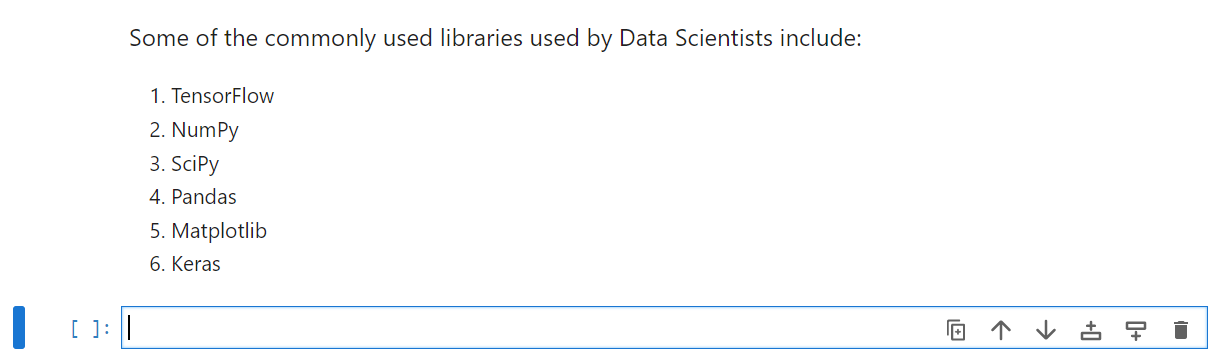 Some of the commonly used libraries used by Data Scientists include:
1. TensorFlow
2. NumPy
3. SciPy
4. Pandas
5. Matplotlib
6. Keras
[ ]: